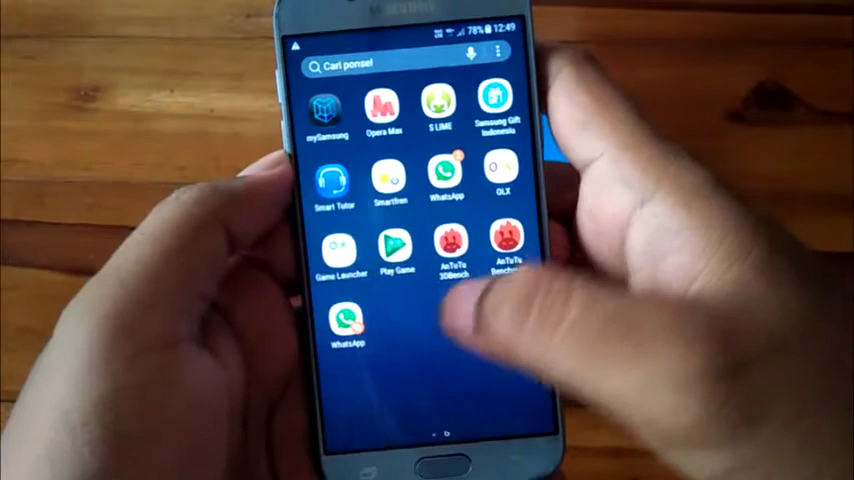 SAMSUNG
78% 12:49
Cari ponsel
mySamsung
Opera Max
S LIME
Samsung Gift
Indonesia
Smart Tutor
Smartfren
WhatsApp
OLX
OLX
Game Launcher
Play Game
AnTuTu
3DBench
AnTuTu
WhatsApp